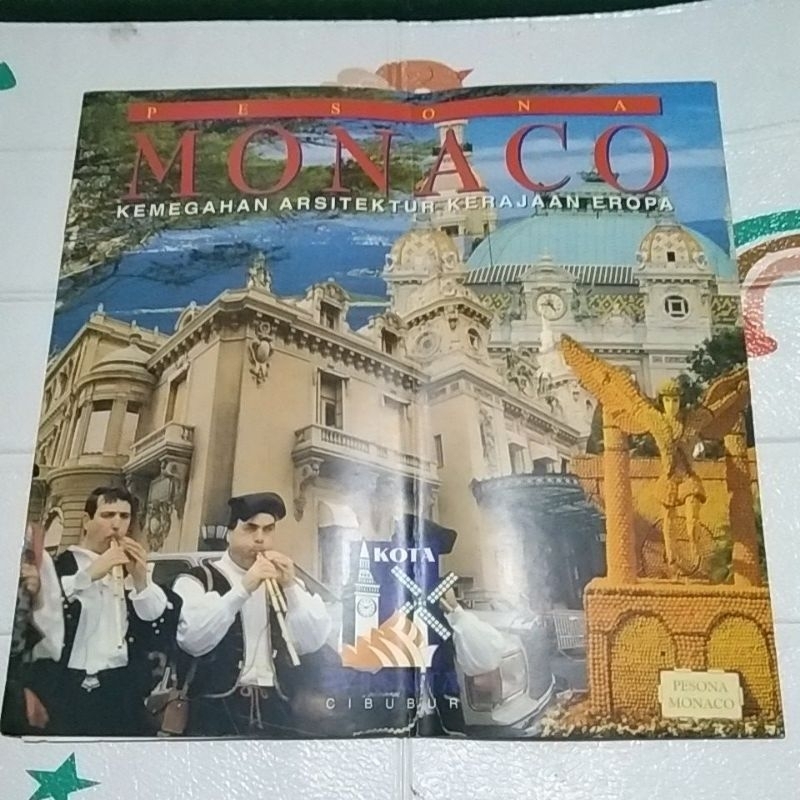 PESONA
MONACO
KEMEGAHAN ARSITEKTUR KERAJAAN EROPA
KOTA
CIBUBUR
PESONA
MONACO